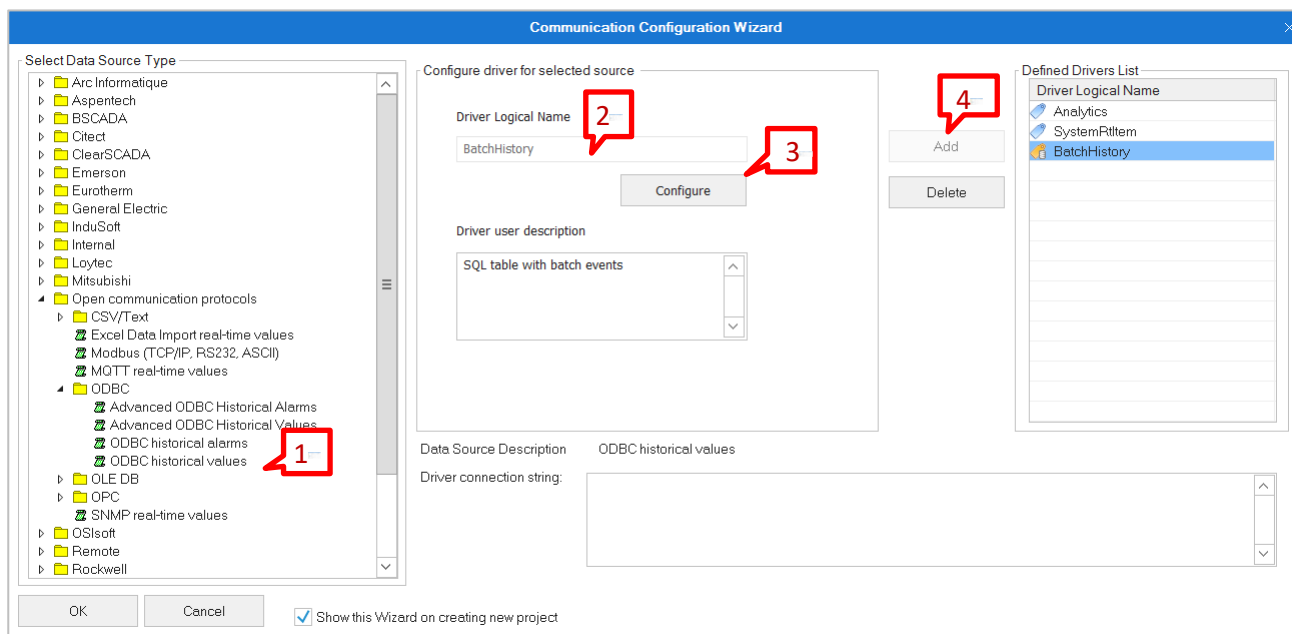 Communication Configuration Wizard
Select Data Source Type
Arc Informatique
Aspentech
BSCADA
Citect
ClearSCADA
Emerson
Eurotherm
General Electric
InduSoft
Internal
Loytec
Mitsubishi
Open communication protocols
CSV/Text
Excel Data Import real-time values
Modbus (TCP/IP, RS232, ASCII)
MQTT real-time values
ODBC
Advanced ODBC Historical Alarms
Advanced ODBC Historical Values
ODBC historical alarms
ODBC historical values
1
OLE DB
OPC
SNMP real-time values
OSIsoft
Remote
Rockwell
Configure driver for selected source
Driver Logical Name
2
BatchHistory
3
Configure
Driver user description
SQL table with batch events
4
Add
Delete
Defined Drivers List
Driver Logical Name
Analytics
SystemRtItem
BatchHistory
Data Source Description ODBC historical values
Driver connection string:
OK Cancel Show this Wizard on creating new project